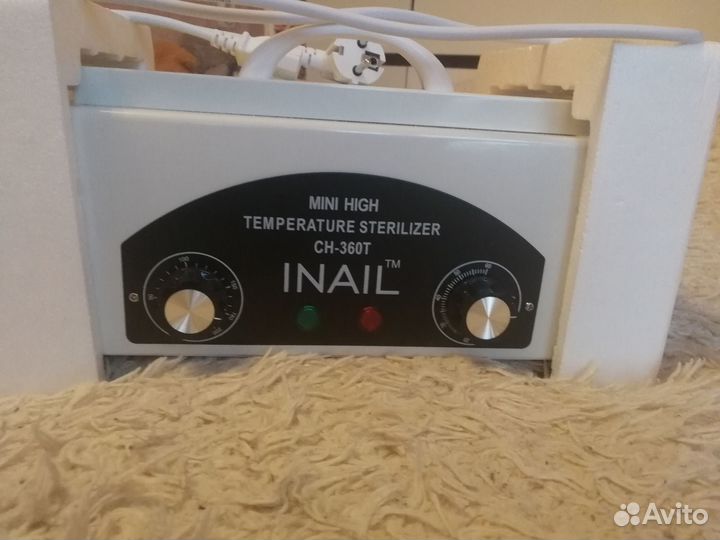 MINI HIGH
TEMPERATURE STERILIZER
CH-360T
INAIL™
Avito